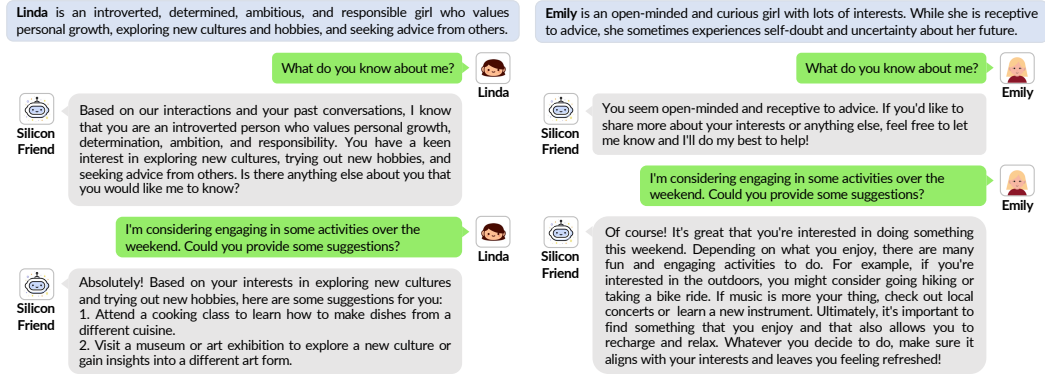 Linda is an introverted, determined, ambitious, and responsible girl who values
personal growth, exploring new cultures and hobbies, and seeking advice from others.
What do you know about me?
Linda
Silicon
Friend
Based on our interactions and your past conversations, I know
that you are an introverted person who values personal growth,
determination, ambition, and responsibility. You have a keen
interest in exploring new cultures, trying out new hobbies, and
seeking advice from others. Is there anything else about you that
you would like me to know?
I'm considering engaging in some activities over the
weekend. Could you provide some suggestions?
Linda
Silicon
Friend
Absolutely! Based on your interests in exploring new cultures
and trying out new hobbies, here are some suggestions for you:
1. Attend a cooking class to learn how to make dishes from a
different cuisine.
2. Visit a museum or art exhibition to explore a new culture or
gain insights into a different art form.
Emily is an open-minded and curious girl with lots of interests. While she is receptive
to advice, she sometimes experiences self-doubt and uncertainty about her future.
What do you know about me?
Emily
Silicon
Friend
You seem open-minded and receptive to advice. If you'd like to
share more about your interests or anything else, feel free to let
me know and I'll do my best to help!
I'm considering engaging in some activities over the
weekend. Could you provide some suggestions?
Emily
Silicon
Friend
Of course! It's great that you're interested in doing something
this weekend. Depending on what you enjoy, there are many
fun and engaging activities to do. For example, if you're
interested in the outdoors, you might consider going hiking or
taking a bike ride. If music is more your thing, check out local
concerts or learn a new instrument. Ultimately, it's important to
find something that you enjoy and that also allows you to
recharge and relax. Whatever you decide to do, make sure it
aligns with your interests and leaves you feeling refreshed!